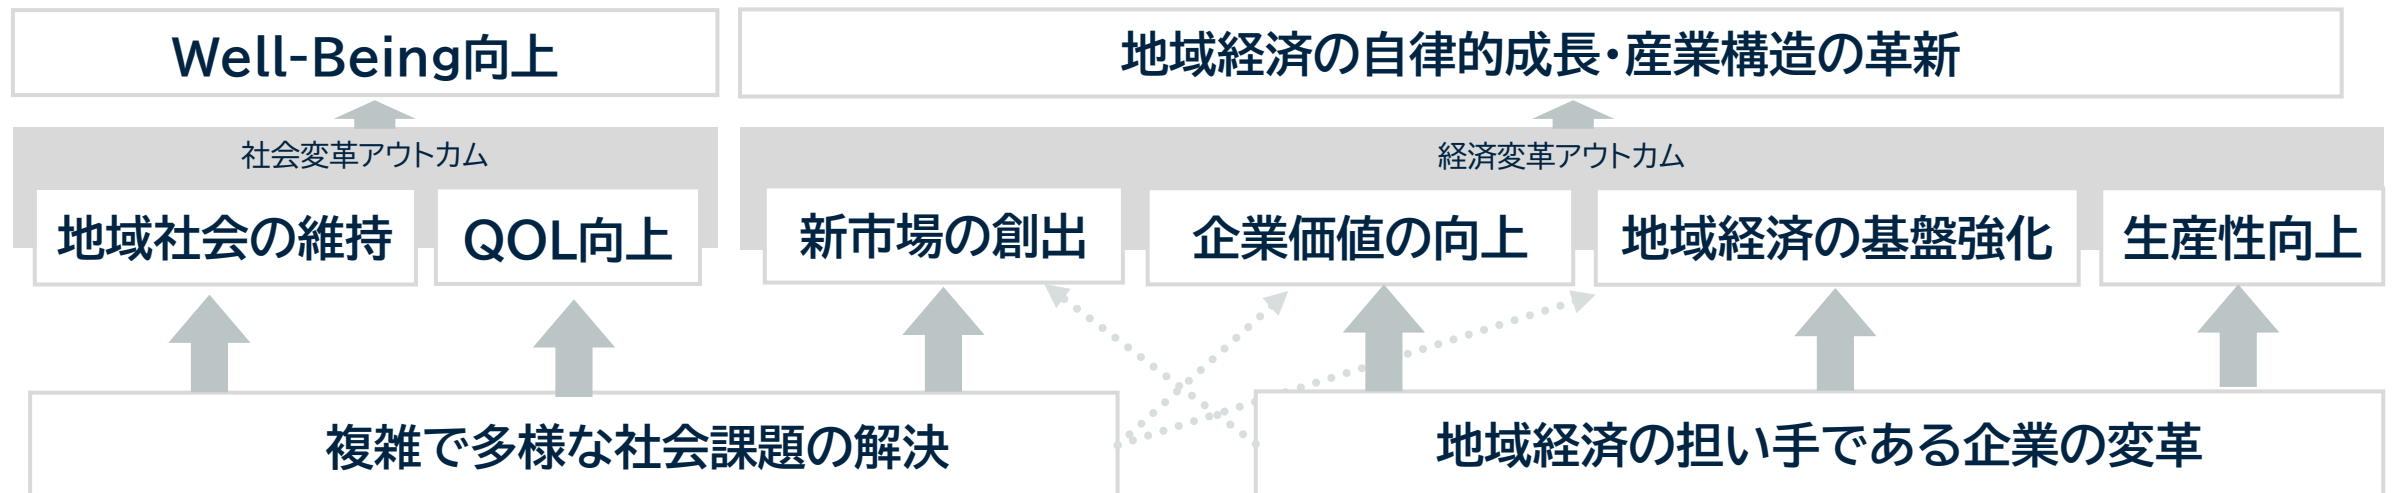 Well-Being向上
地域経済の自律的成長・産業構造の革新
社会変革アウトカム
経済変革アウトカム
地域社会の維持
QOL向上
新市場の創出
企業価値の向上
地域経済の基盤強化
生産性向上
複雑で多様な社会課題の解決
地域経済の担い手である企業の変革